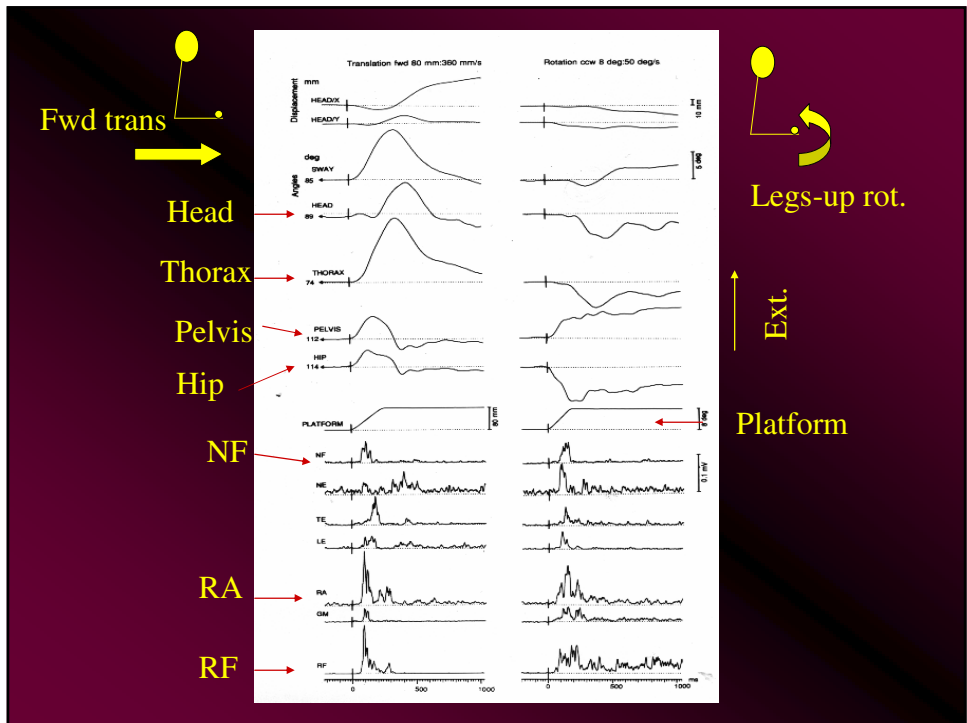 Fwd trans
Head
Thorax
Pelvis
Hip
NF
RA
RF
Translation fwd 80 mm:360 mm/s
Displacement
mm
HEAD/X
HEAD/Y
Angles
deg
SWAY
85
HEAD
89
THORAX
74
PELVIS
112
HIP
114
PLATFORM
80 mm
NF
NE
TE
LE
RA
GM
RF
0 500 1000
Rotation ccw 8 deg:50 deg/s
10 mm
5 deg
8 deg
0.1 mV
0 500 1000
ms
Legs-up rot.
Ext.
Platform